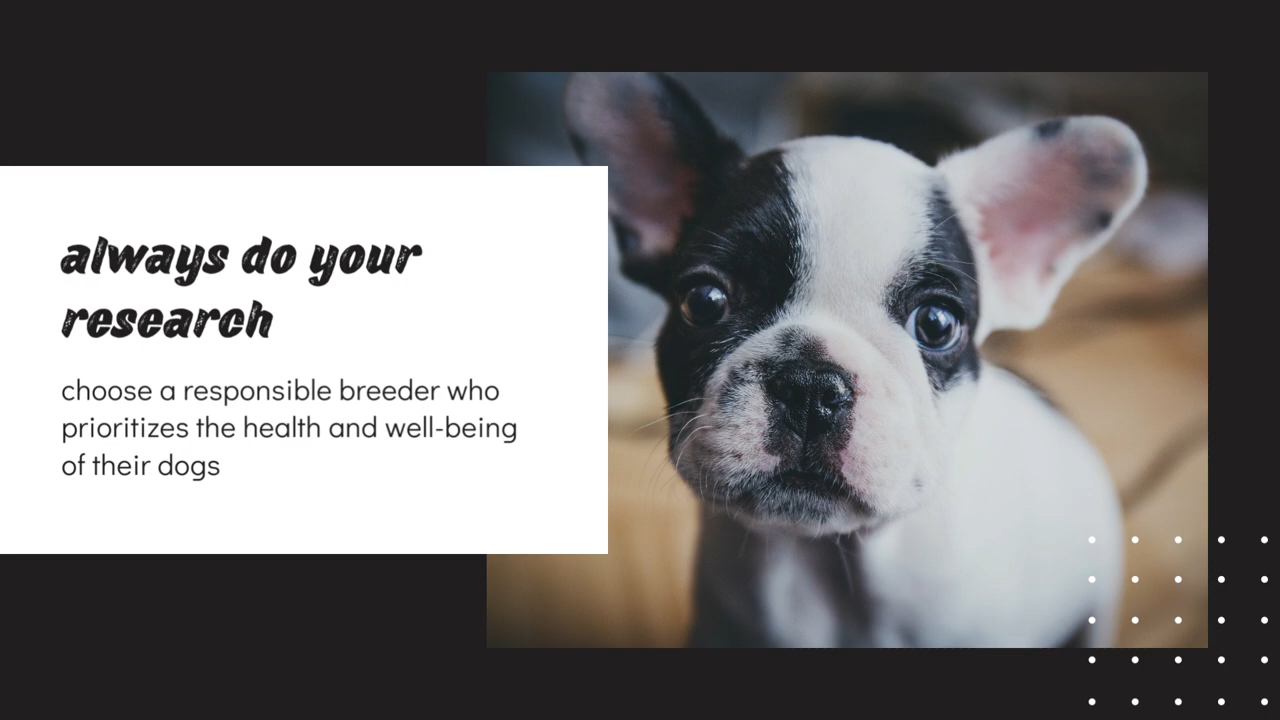 always do your
research
choose a responsible breeder who
prioritizes the health and well-being
of their dogs